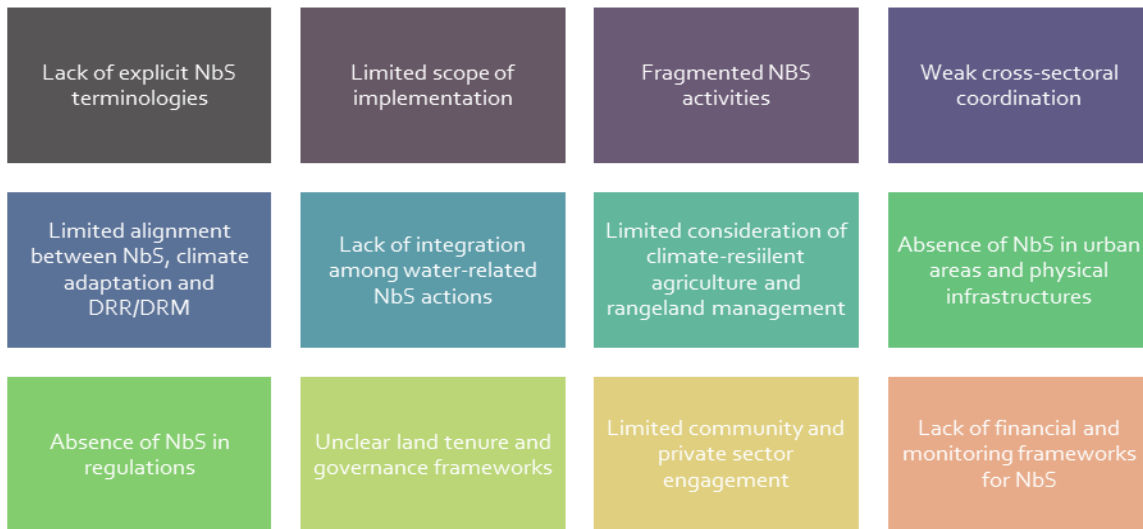 Lack of explicit NbS
terminologies
Limited scope of
implementation
Fragmented NBS
activities
Weak cross-sectoral
coordination
Limited alignment
between NbS, climate
adaptation and
DRR/DRM
Lack of integration
among water-related
NbS actions
Limited consideration of
climate-resiilent
agriculture and
rangeland management
Absence of NbS in urban
areas and physical
infrastructures
Absence of NbS in
regulations
Unclear land tenure and
governance frameworks
Limited community and
private sector
engagement
Lack of financial and
monitoring frameworks
for NbS